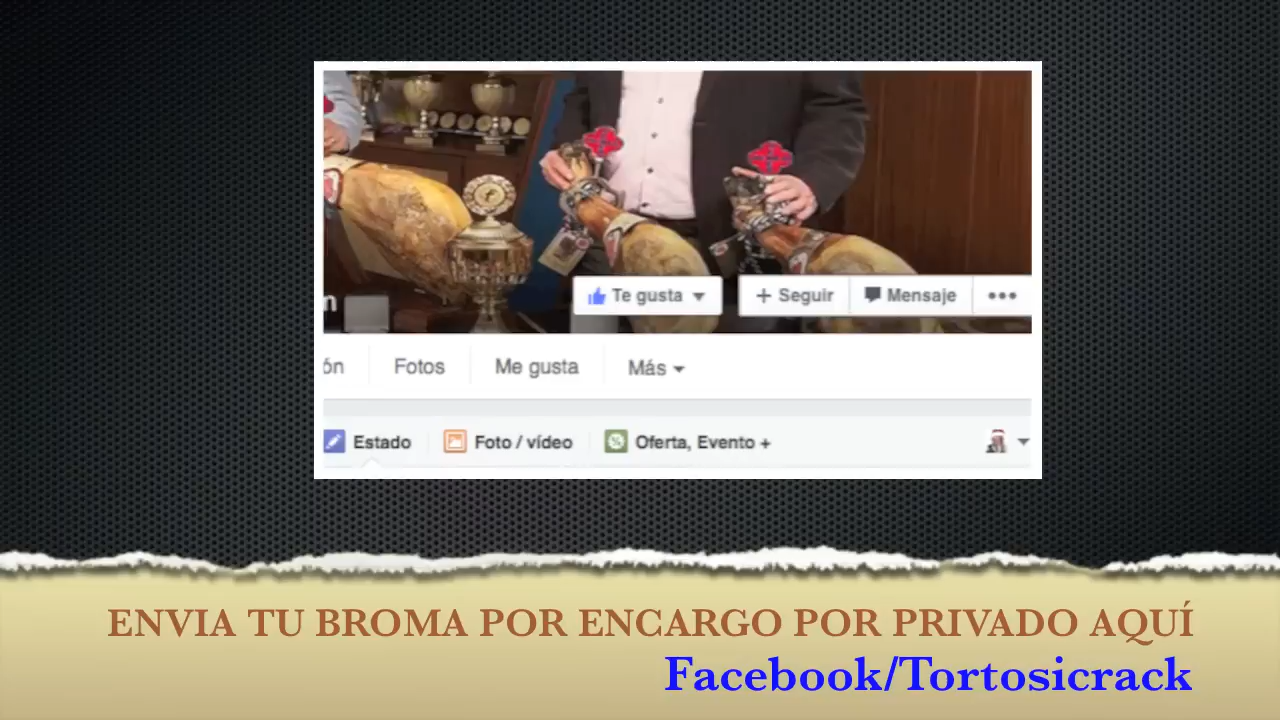 n
Te gusta
+ Seguir
Mensaje
•••
ón
Fotos
Me gusta
Más
Estado
Foto / vídeo
Oferta, Evento +
ENVIA TU BROMA POR ENCARGO POR PRIVADO AQUÍ
Facebook/Tortosicrack